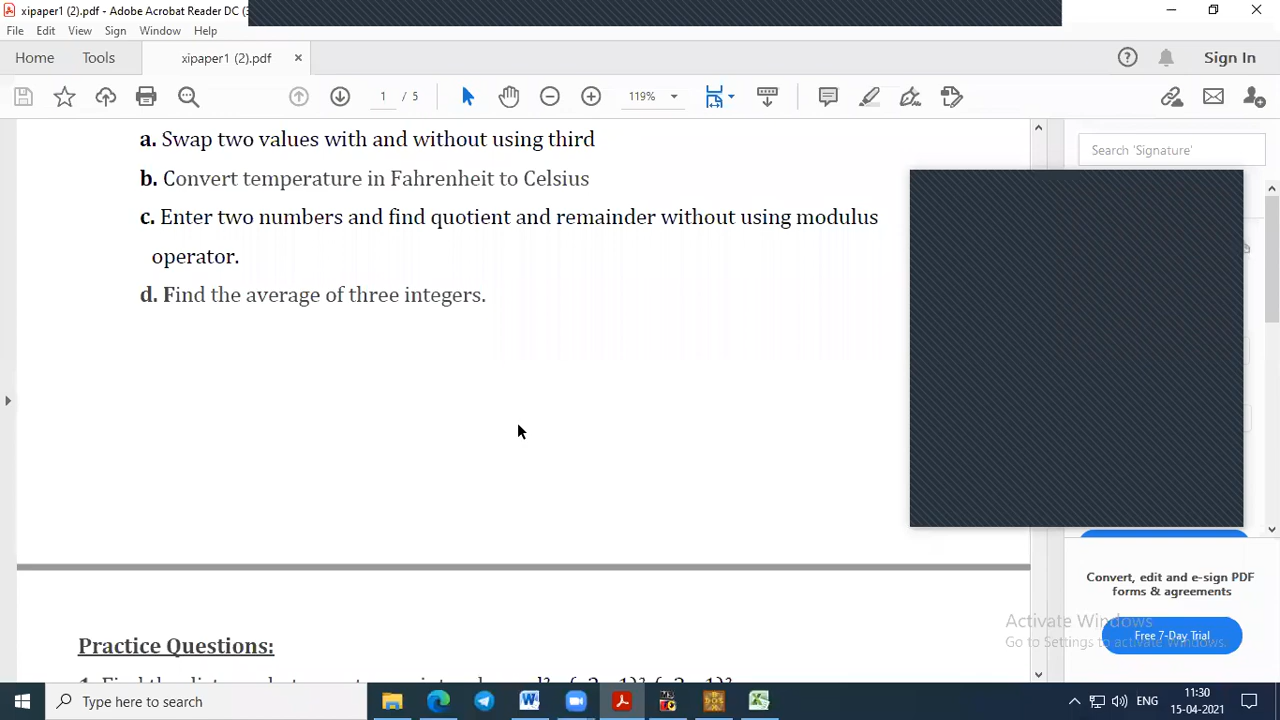 xipaper1 (2).pdf - Adobe Acrobat Reader DC
File Edit View Sign Window Help
Home Tools xipaper1 (2).pdf × Sign In
1 / 5 119%
a. Swap two values with and without using third
b. Convert temperature in Fahrenheit to Celsius
c. Enter two numbers and find quotient and remainder without using modulus
operator.
d. Find the average of three integers.
Practice Questions:
Search 'Signature'
Convert, edit and e-sign PDF
forms & agreements
Free 7-Day Trial
Activate Windows
Go to Settings to activate Windows.
Type here to search
ENG
11:30
15-04-2021